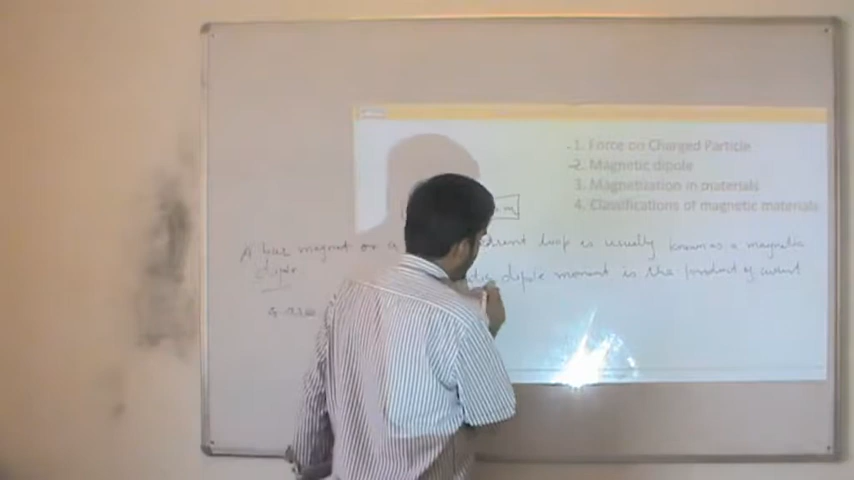 1. Force on Charged Particle
2. Magnetic dipole
3. Magnetization in materials
4. Classifications of magnetic materials
A bar magnet or a current loop is usually known as a magnetic
dipole dipole moment is the product of current
& area